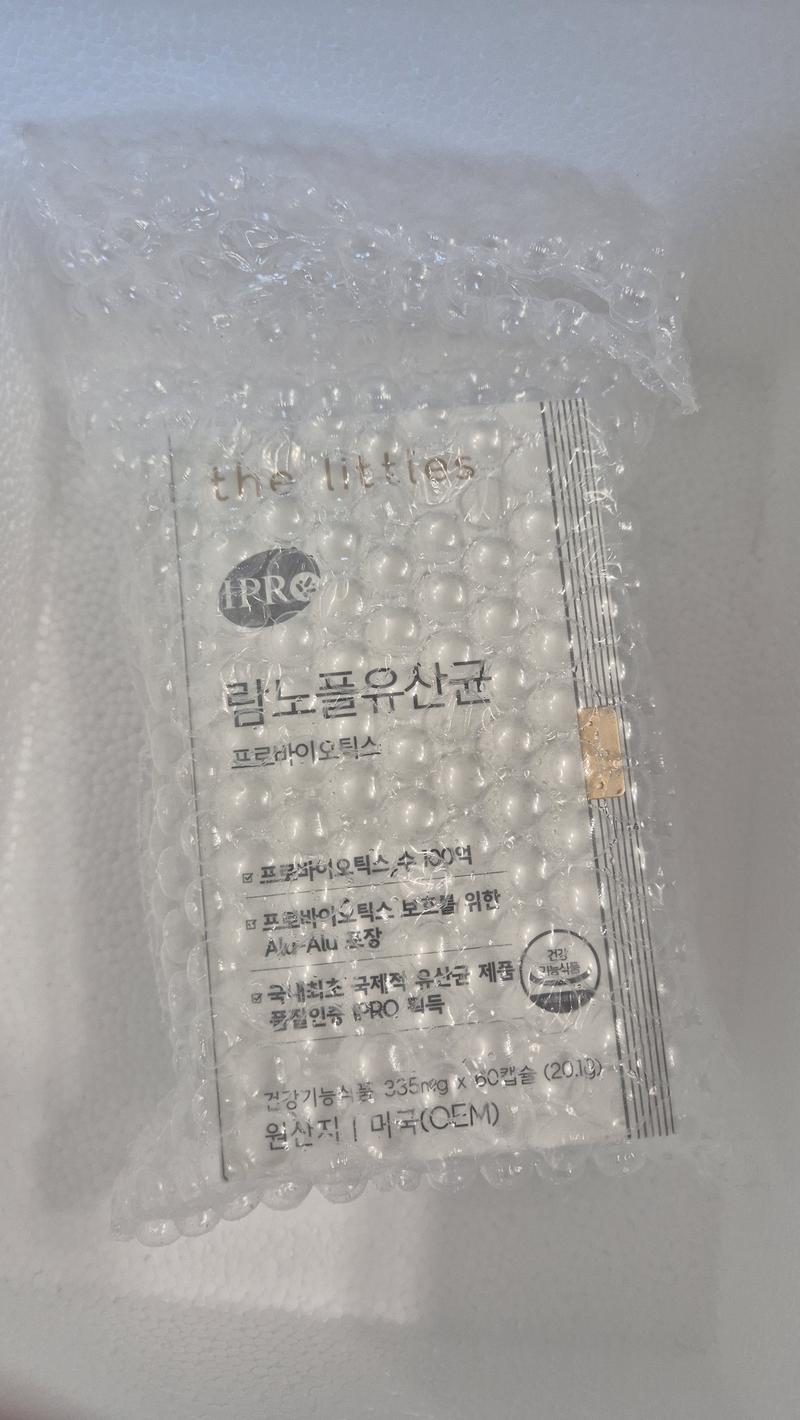 the littles
IPRO
람노플유산균
프로바이오틱스
프로바이오틱스 수 100억
프로바이오틱스 보호를 위한
Alu-Alu 포장
국내최초 국제적 유산균 제품
품질인증 IPRO 획득
건강
기능식품
건강기능식품 335mg x 60캡슐 (20.1g)
원산지 | 미국(OEM)